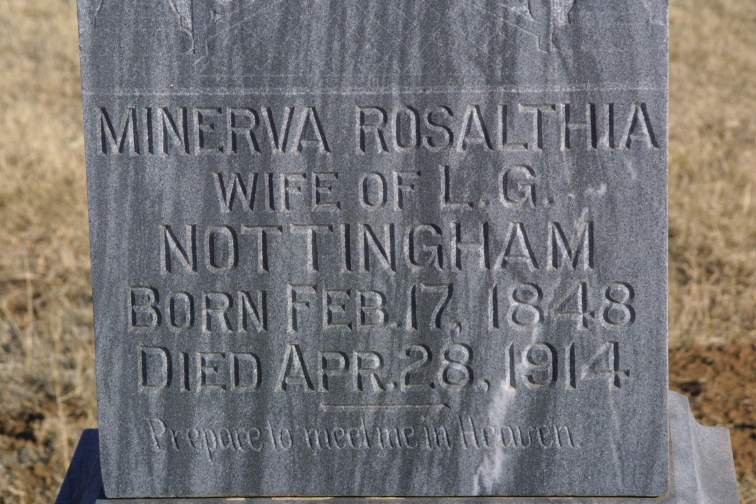 MINERVA ROSALTHIA
WIFE OF L. G.
NOTTINGHAM
BORN FEB. 17, 1848
DIED APR. 28, 1914
Prepare to meet me in Heaven.